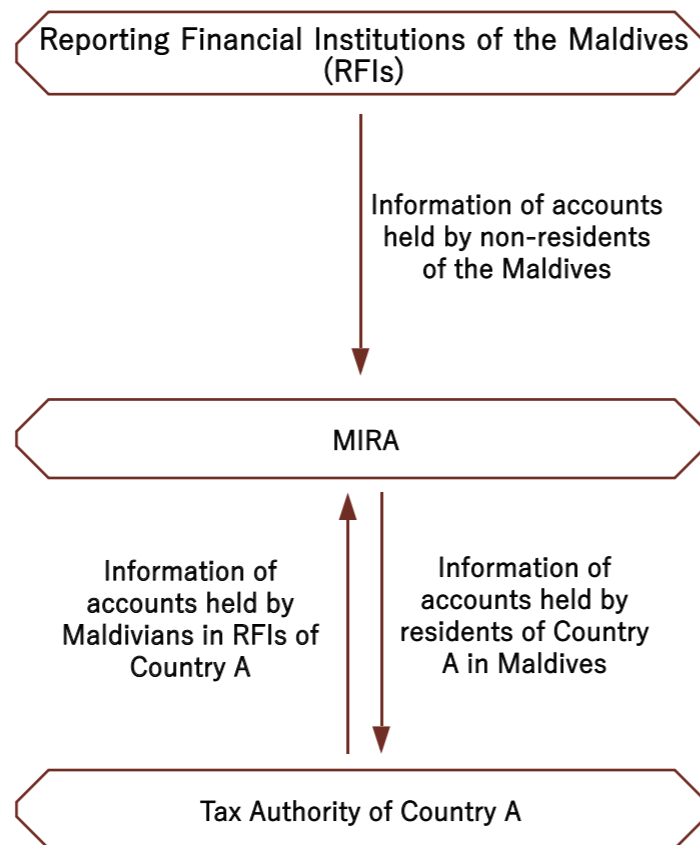 Reporting Financial Institutions of the Maldives
(RFIs)
Information of accounts
held by non-residents
of the Maldives
MIRA
Information of
accounts held by
Maldivians in RFIs of
Country A
Information of
accounts held by
residents of Country
A in Maldives
Tax Authority of Country A